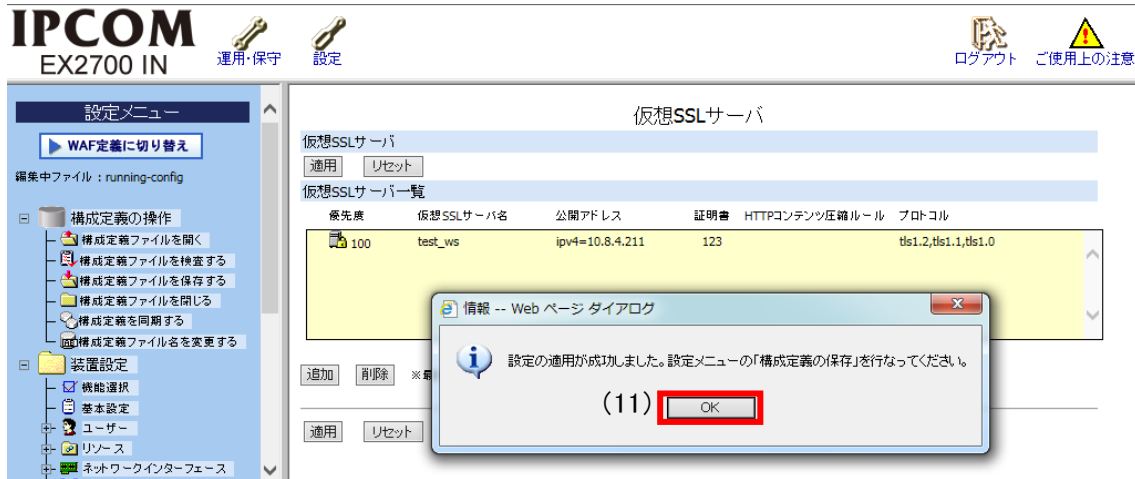 IPCOM
EX2700 IN
運用・保守
設定
ログアウト
ご使用上の注意
設定メニュー
WAF定義に切り替え
編集中ファイル：running-config
構成定義の操作
構成定義ファイルを開く
構成定義ファイルを検査する
構成定義ファイルを保存する
構成定義ファイルを閉じる
構成定義を同期する
構成定義ファイル名を変更する
装置設定
機能選択
基本設定
ユーザー
リソース
ネットワークインターフェース
仮想SSLサーバ
仮想SSLサーバ
適用 リセット
仮想SSLサーバ一覧
優先度 仮想SSLサーバ名 公開アドレス 証明書 HTTPコンテンツ圧縮ルール プロトコル
100 test_ws ipv4=10.8.4.211 123 tls1.2,tls1.1,tls1.0
追加 削除 ※最
適用 リセット
情報 -- Web ページ ダイアログ
設定の適用が成功しました。設定メニューの「構成定義の保存」を行なってください。
(11) OK